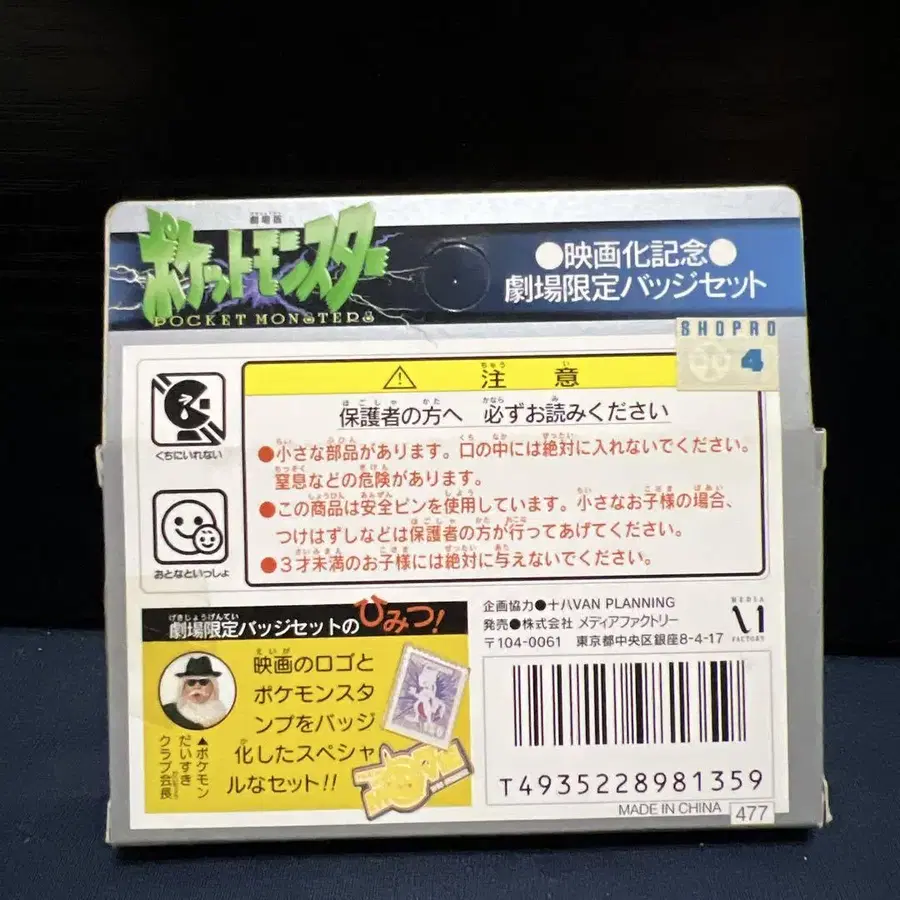 劇場版
ポケットモンスター
POCKET MONSTERS
●映画化記念●
劇場限定バッジセット
SHOPRO
4
くちにいれない
おとなといっしょ
⚠ 注意
保護者の方へ 必ずお読みください
●小さな部品があります。口の中には絶対に入れないでください。
窒息などの危険があります。
●この商品は安全ピンを使用しています。小さなお子様の場合、
つけはずしなどは保護者の方が行ってあげてください。
●3才未満のお子様には絶対に与えないでください。
劇場限定バッジセットの
ひみつ!
映画のロゴと
ポケモンスタ
ンプをバッジ
化したスペシャ
ルなセット!!
▲ポケモン
だいすき
クラブ会長
企画協力●十八VAN PLANNING
発売●株式会社 メディアファクトリー
〒104-0061 東京都中央区銀座8-4-17
MEDIA
FACTORY
T4935228981359
MADE IN CHINA
477